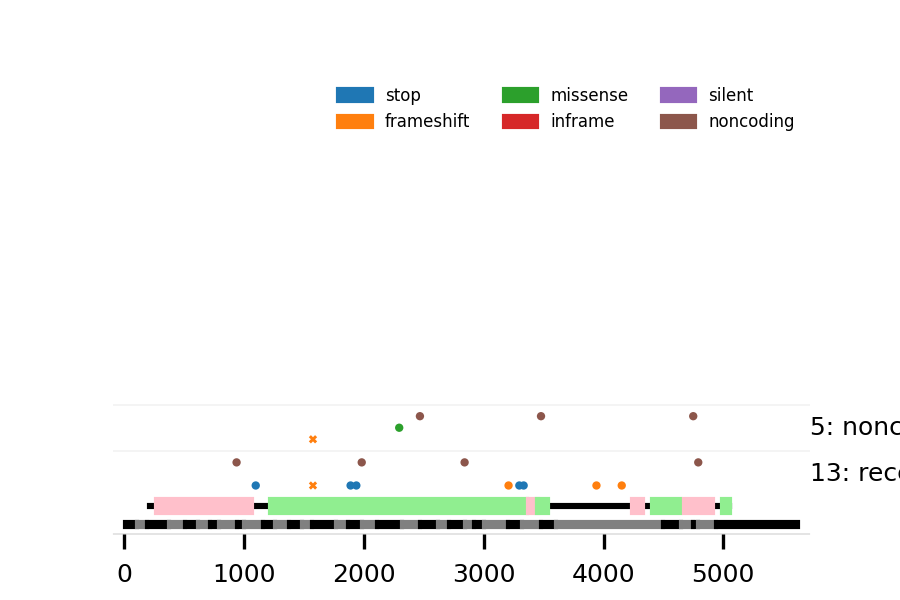 stop missense silent
frameshift inframe noncoding
5: nonc
13: rec
0 1000 2000 3000 4000 5000